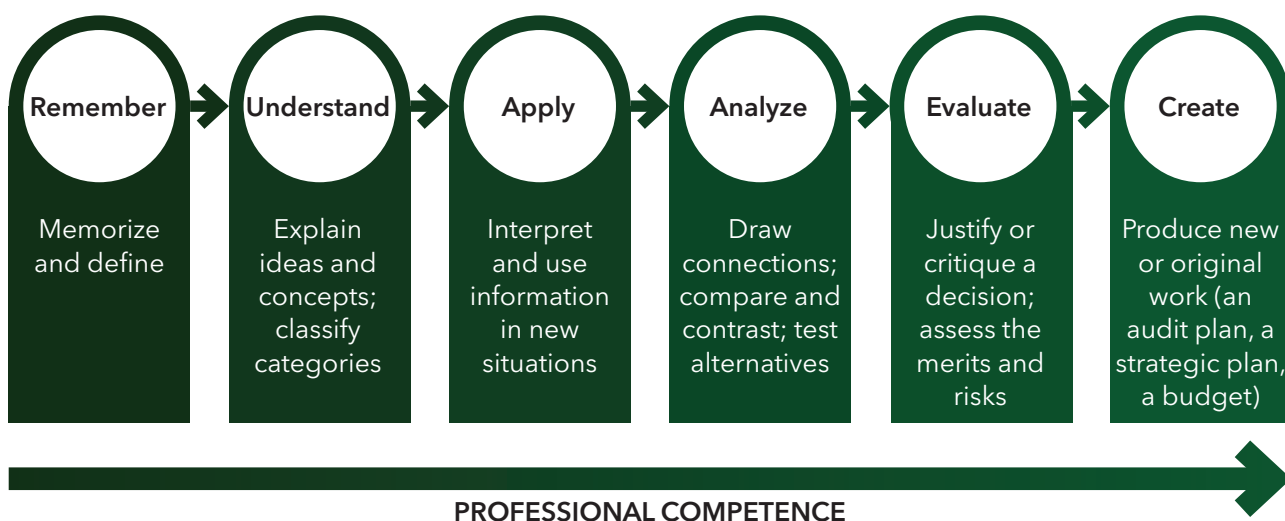 Remember
Understand
Apply
Analyze
Evaluate
Create
Memorize
and define
Explain
ideas and
concepts;
classify
categories
Interpret
and use
information
in new
situations
Draw
connections;
compare and
contrast; test
alternatives
Justify or
critique a
decision;
assess the
merits and
risks
Produce new
or original
work (an
audit plan, a
strategic plan,
a budget)
PROFESSIONAL COMPETENCE